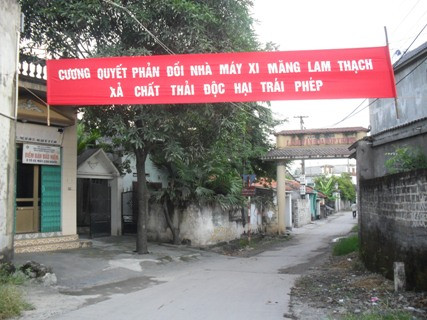 CƯƠNG QUYẾT PHẢN ĐỐI NHÀ MÁY XI MĂNG LAM THẠCH
XẢ CHẤT THẢI ĐỘC HẠI TRÁI PHÉP